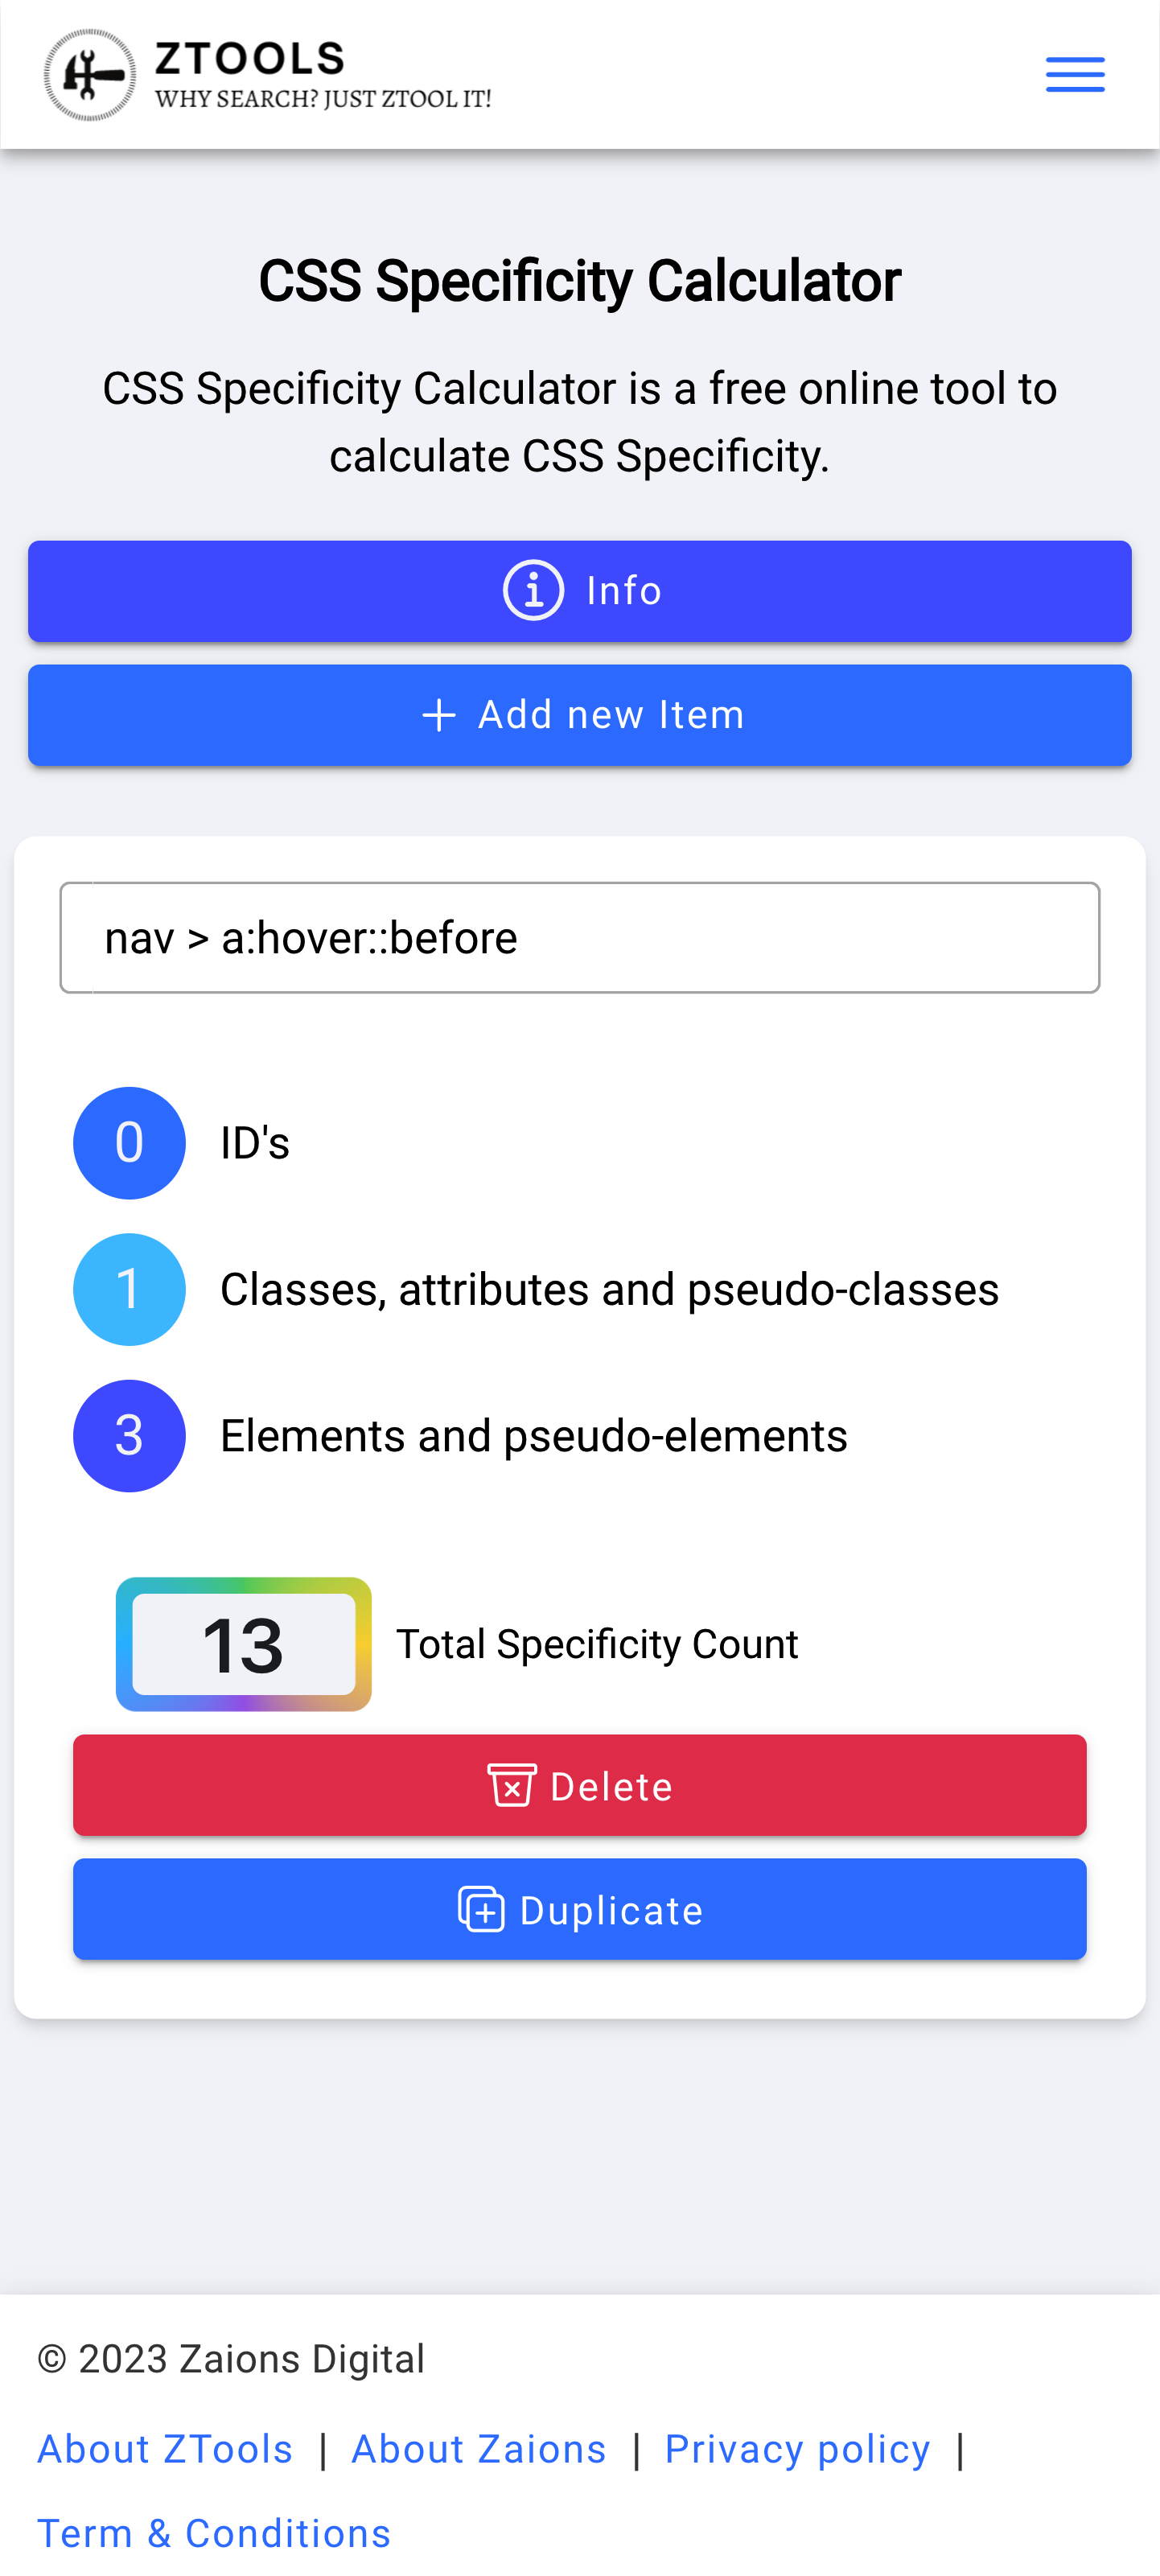 ZTOOLS
WHY SEARCH? JUST ZTOOL IT!
CSS Specificity Calculator
CSS Specificity Calculator is a free online tool to
calculate CSS Specificity.
Info
Add new Item
nav > a:hover::before
0 ID's
1 Classes, attributes and pseudo-classes
3 Elements and pseudo-elements
13 Total Specificity Count
Delete
Duplicate
© 2023 Zaions Digital
About ZTools | About Zaions | Privacy policy |
Term & Conditions